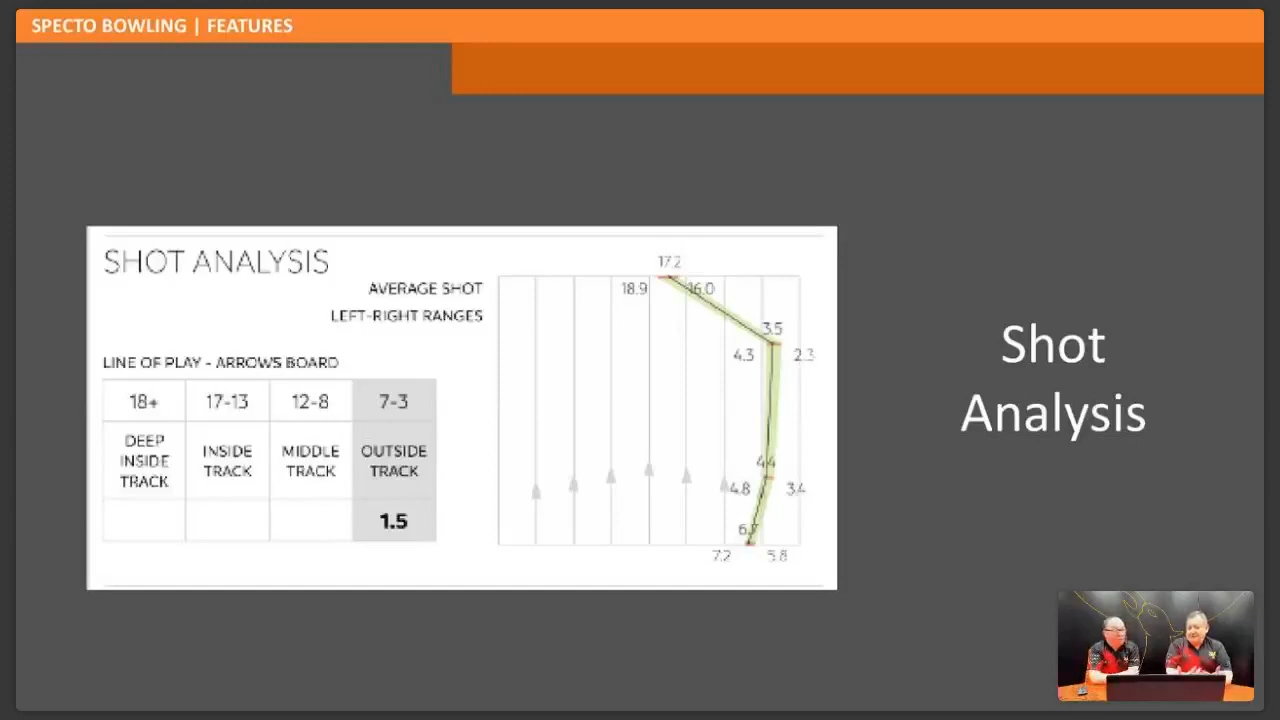 SPECTO BOWLING | FEATURES
SHOT ANALYSIS
AVERAGE SHOT
LEFT-RIGHT RANGES
LINE OF PLAY - ARROWS BOARD
18+ 17-13 12-8 7-3
DEEP INSIDE TRACK
INSIDE TRACK
MIDDLE TRACK
OUTSIDE TRACK
1.5
17.2
18.9 16.0
3.5
4.3 2.3
4.4
4.8 3.4
7.2 5.8
Shot
Analysis